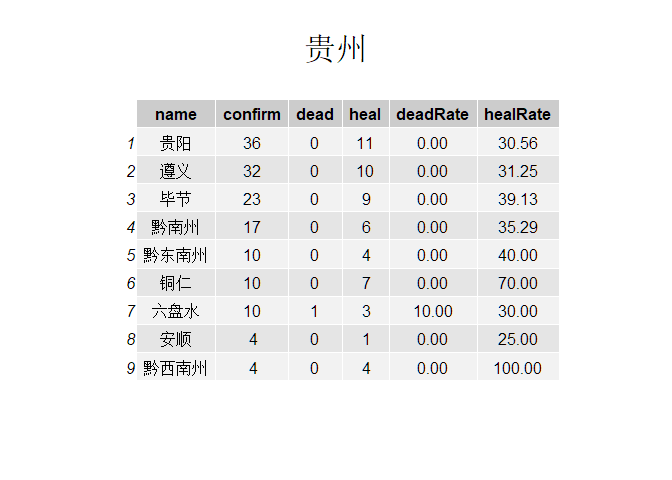 贵州
name confirm dead heal deadRate healRate
1 贵阳 36 0 11 0.00 30.56
2 遵义 32 0 10 0.00 31.25
3 毕节 23 0 9 0.00 39.13
4 黔南州 17 0 6 0.00 35.29
5 黔东南州 10 0 4 0.00 40.00
6 铜仁 10 0 7 0.00 70.00
7 六盘水 10 1 3 10.00 30.00
8 安顺 4 0 1 0.00 25.00
9 黔西南州 4 0 4 0.00 100.00